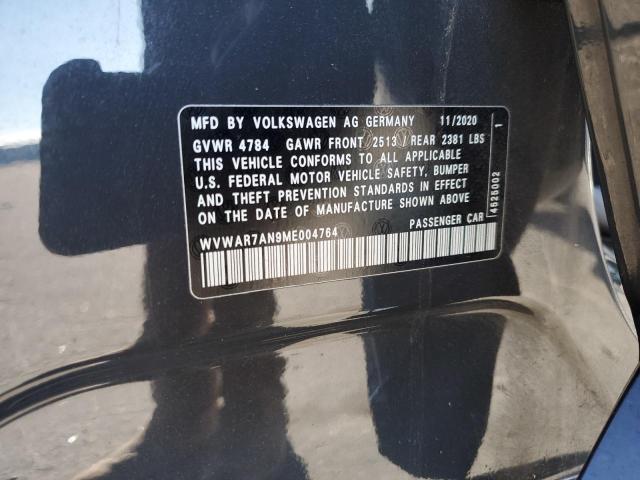 MFD BY VOLKSWAGEN AG GERMANY 11/2020
GVWR 4784 GAWR FRONT 2513 REAR 2381 LBS
THIS VEHICLE CONFORMS TO ALL APPLICABLE
U.S. FEDERAL MOTOR VEHICLE SAFETY, BUMPER
AND THEFT PREVENTION STANDARDS IN EFFECT
ON THE DATE OF MANUFACTURE SHOWN ABOVE
WVWAR7AN9ME004764 PASSENGER CAR
4525002 1